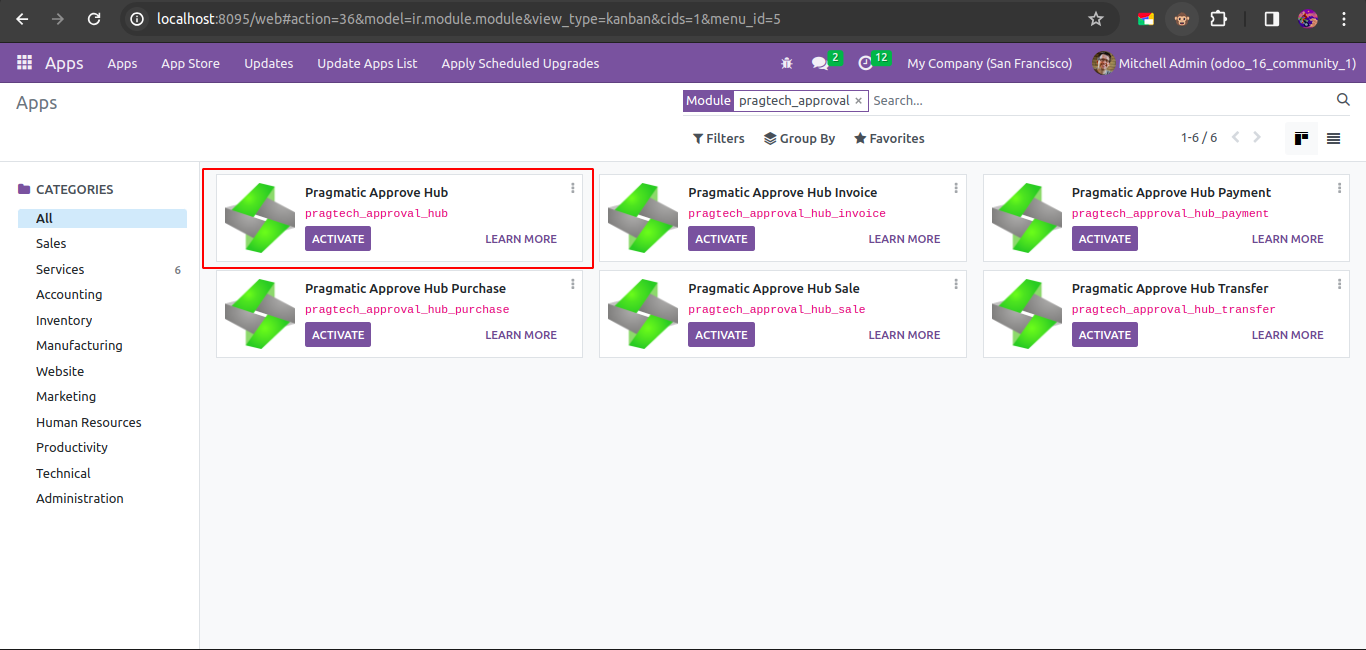 localhost:8095/web#action=36&model=ir.module.module&view_type=kanban&cids=1&menu_id=5
Apps Apps App Store Updates Update Apps List Apply Scheduled Upgrades 2 12 My Company (San Francisco) Mitchell Admin (odoo_16_community_1)
Apps
Module pragtech_approval × Search...
Filters Group By Favorites 1-6 / 6
CATEGORIES
All
Sales
Services 6
Accounting
Inventory
Manufacturing
Website
Marketing
Human Resources
Productivity
Technical
Administration
Pragmatic Approve Hub
pragtech_approval_hub
ACTIVATE LEARN MORE
Pragmatic Approve Hub Invoice
pragtech_approval_hub_invoice
ACTIVATE LEARN MORE
Pragmatic Approve Hub Payment
pragtech_approval_hub_payment
ACTIVATE LEARN MORE
Pragmatic Approve Hub Purchase
pragtech_approval_hub_purchase
ACTIVATE LEARN MORE
Pragmatic Approve Hub Sale
pragtech_approval_hub_sale
ACTIVATE LEARN MORE
Pragmatic Approve Hub Transfer
pragtech_approval_hub_transfer
ACTIVATE LEARN MORE